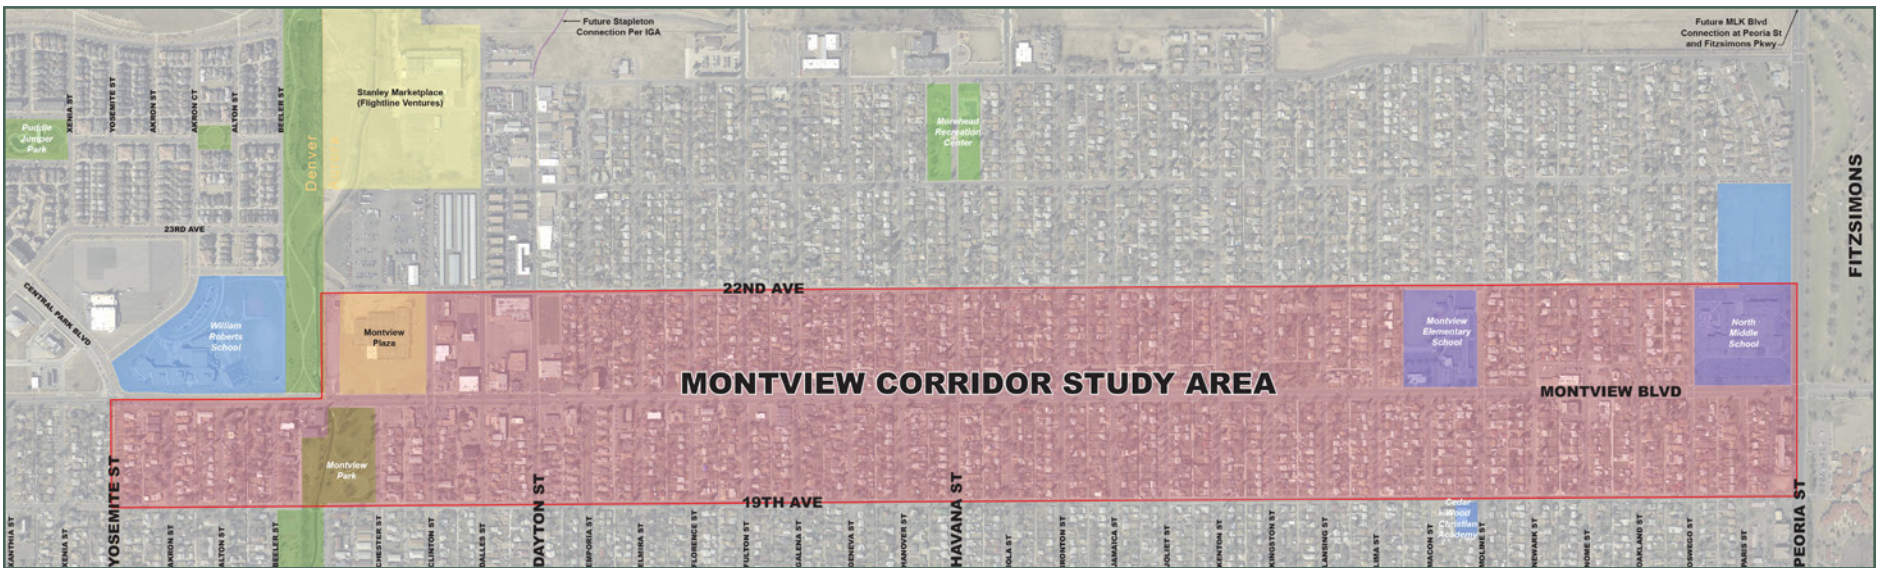 Future Stapleton
Connection Per IGA
Future MLK Blvd
Connection at Peoria St
and Fitzsimons Pkwy
Stanley Marketplace
(Flightline Ventures)
XENIA ST
YOSEMITE ST
AKRON ST
AKRON CT
ALTON ST
BEELER ST
Puddle
Jumper
Park
Denver
Morehead
Recreation
Center
FITZSIMONS
23RD AVE
CENTRAL PARK BLVD
William
Roberts
School
22ND AVE
Montview
Plaza
Montview
Elementary
School
North
Middle
School
MONTVIEW CORRIDOR STUDY AREA
MONTVIEW BLVD
Montview
Park
19TH AVE
Cedar
Wood
Christian
Academy
XANTHIA ST
XENIA ST
YOSEMITE ST
AKRON ST
ALTON ST
BEELER ST
CHESTER ST
CLINTON ST
DALLAS ST
DAYTON ST
EMPORIA ST
ELMIRA ST
FLORENCE ST
FULTON ST
GALENA ST
GENEVA ST
HANOVER ST
HAVANA ST
IOLA ST
IRONTON ST
JAMAICA ST
JOLIET ST
KENTON ST
KINGSTON ST
LANSING ST
LIMA ST
MACON ST
MOLINE ST
NEWARK ST
NOME ST
OAKLAND ST
OSWEGO ST
PARIS ST
PEORIA ST